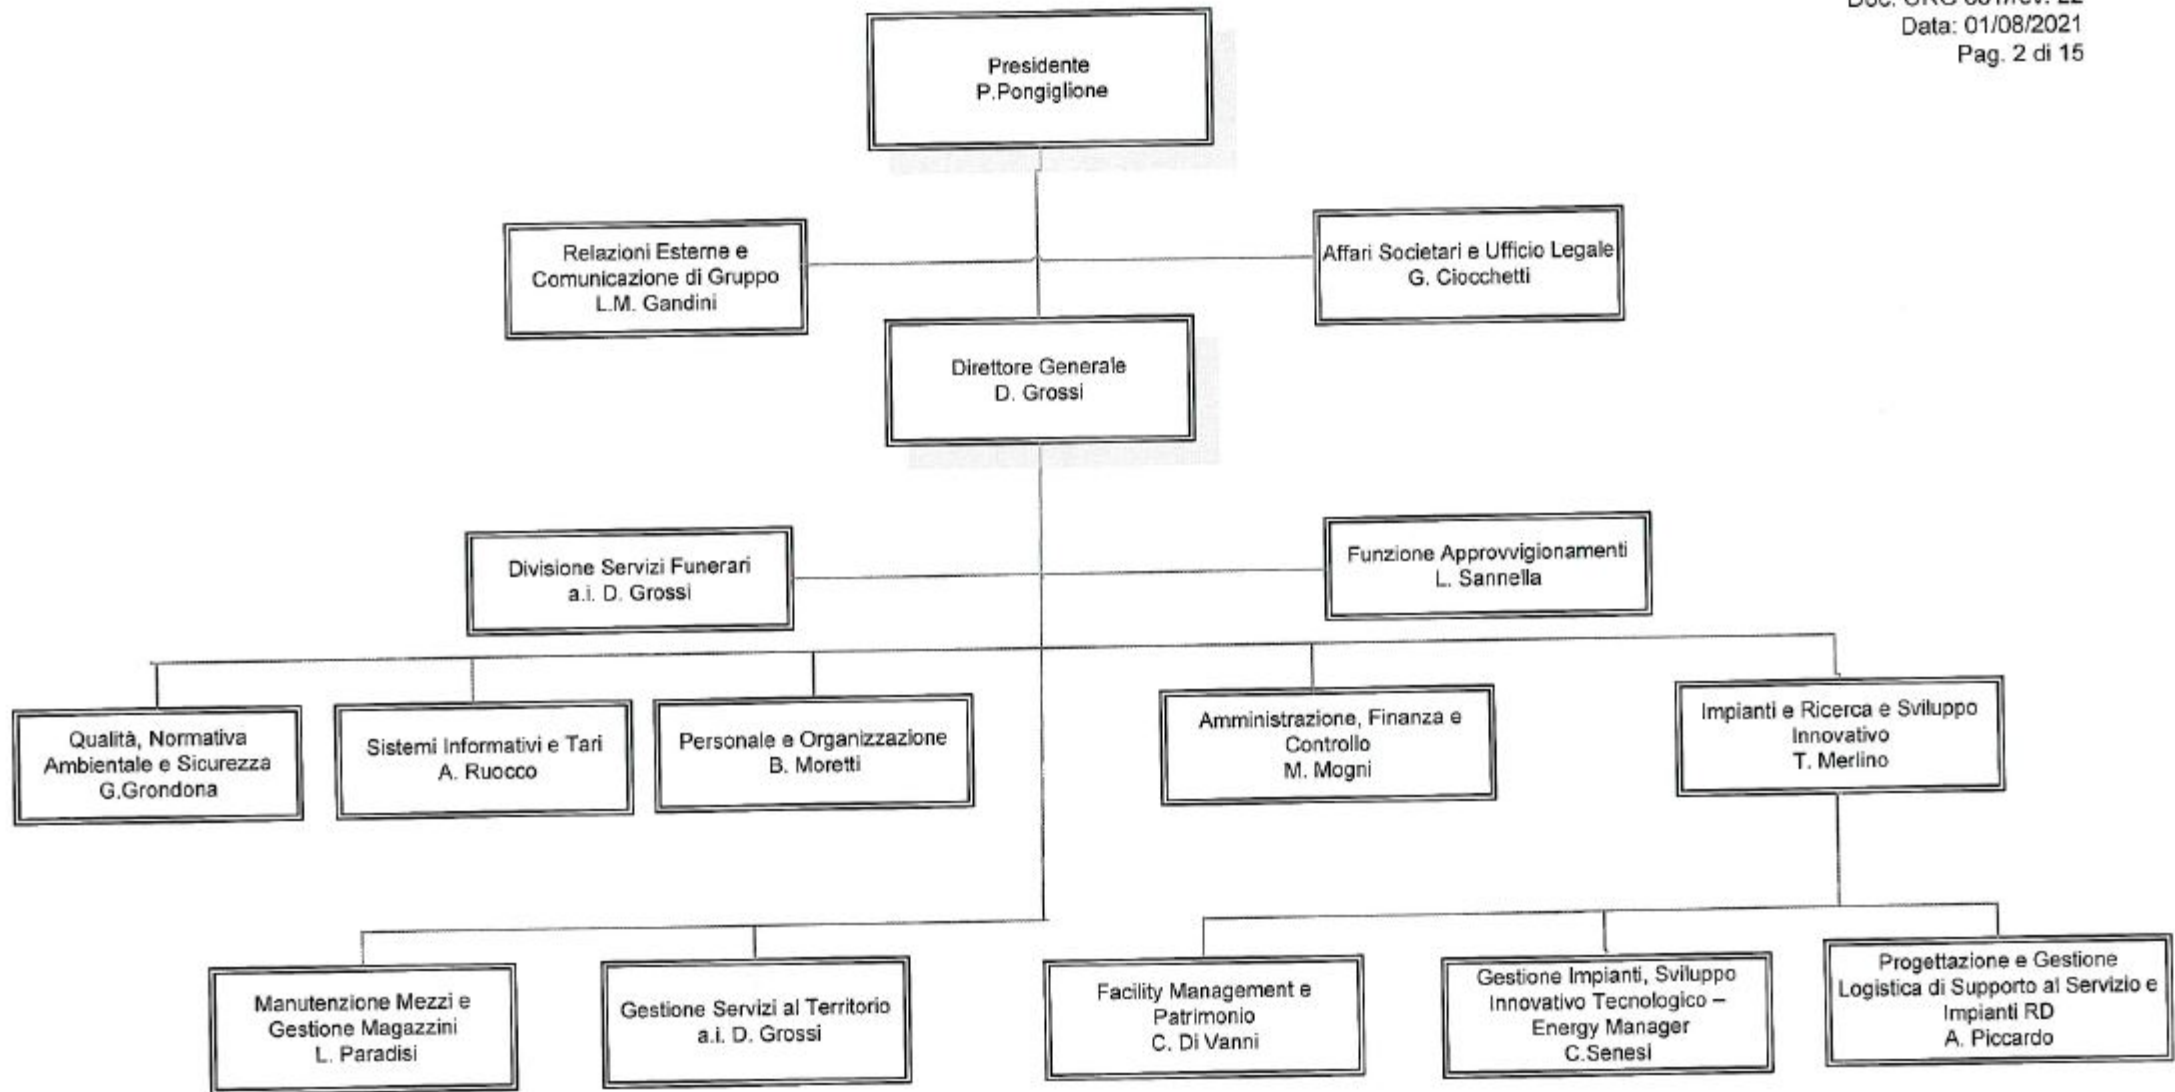 Data: 01/08/2021
Pag. 2 di 15
Presidente
P.Pongiglione
Relazioni Esterne e
Comunicazione di Gruppo
L.M. Gandini
Affari Societari e Ufficio Legale
G. Ciocchetti
Direttore Generale
D. Grossi
Divisione Servizi Funerari
a.i. D. Grossi
Funzione Approvvigionamenti
L. Sannella
Qualità, Normativa
Ambientale e Sicurezza
G.Grondona
Sistemi Informativi e Tari
A. Ruocco
Personale e Organizzazione
B. Moretti
Amministrazione, Finanza e
Controllo
M. Mogni
Impianti e Ricerca e Sviluppo
Innovativo
T. Merlino
Manutenzione Mezzi e
Gestione Magazzini
L. Paradisi
Gestione Servizi al Territorio
a.i. D. Grossi
Facility Management e
Patrimonio
C. Di Vanni
Gestione Impianti, Sviluppo
Innovativo Tecnologico –
Energy Manager
C.Senesi
Progettazione e Gestione
Logistica di Supporto al Servizio e
Impianti RD
A. Piccardo